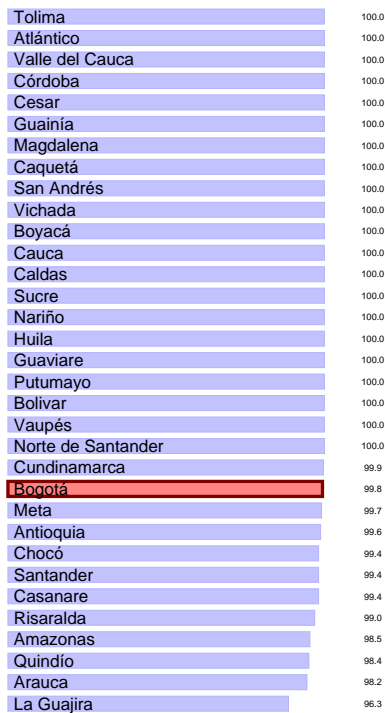 Tolima 100.0
Atlántico 100.0
Valle del Cauca 100.0
Córdoba 100.0
Cesar 100.0
Guainía 100.0
Magdalena 100.0
Caquetá 100.0
San Andrés 100.0
Vichada 100.0
Boyacá 100.0
Cauca 100.0
Caldas 100.0
Sucre 100.0
Nariño 100.0
Huila 100.0
Guaviare 100.0
Putumayo 100.0
Bolivar 100.0
Vaupés 100.0
Norte de Santander 100.0
Cundinamarca 99.9
Bogotá 99.8
Meta 99.7
Antioquia 99.6
Chocó 99.4
Santander 99.4
Casanare 99.4
Risaralda 99.0
Amazonas 98.5
Quindío 98.4
Arauca 98.2
La Guajira 96.3